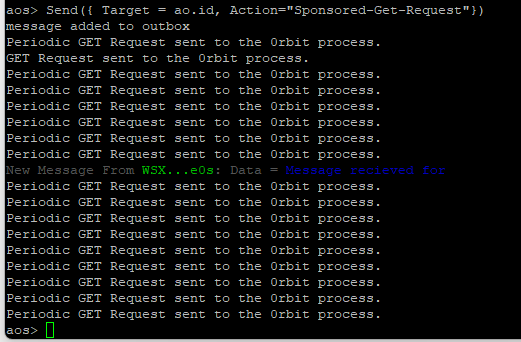 aos> Send({ Target = ao.id, Action="Sponsored-Get-Request"})
message added to outbox
Periodic GET Request sent to the 0rbit process.
GET Request sent to the 0rbit process.
Periodic GET Request sent to the 0rbit process.
Periodic GET Request sent to the 0rbit process.
Periodic GET Request sent to the 0rbit process.
Periodic GET Request sent to the 0rbit process.
Periodic GET Request sent to the 0rbit process.
Periodic GET Request sent to the 0rbit process.
New Message From WSX...e0s: Data = Message recieved for
Periodic GET Request sent to the 0rbit process.
Periodic GET Request sent to the 0rbit process.
Periodic GET Request sent to the 0rbit process.
Periodic GET Request sent to the 0rbit process.
Periodic GET Request sent to the 0rbit process.
Periodic GET Request sent to the 0rbit process.
Periodic GET Request sent to the 0rbit process.
Periodic GET Request sent to the 0rbit process.
Periodic GET Request sent to the 0rbit process.
aos>